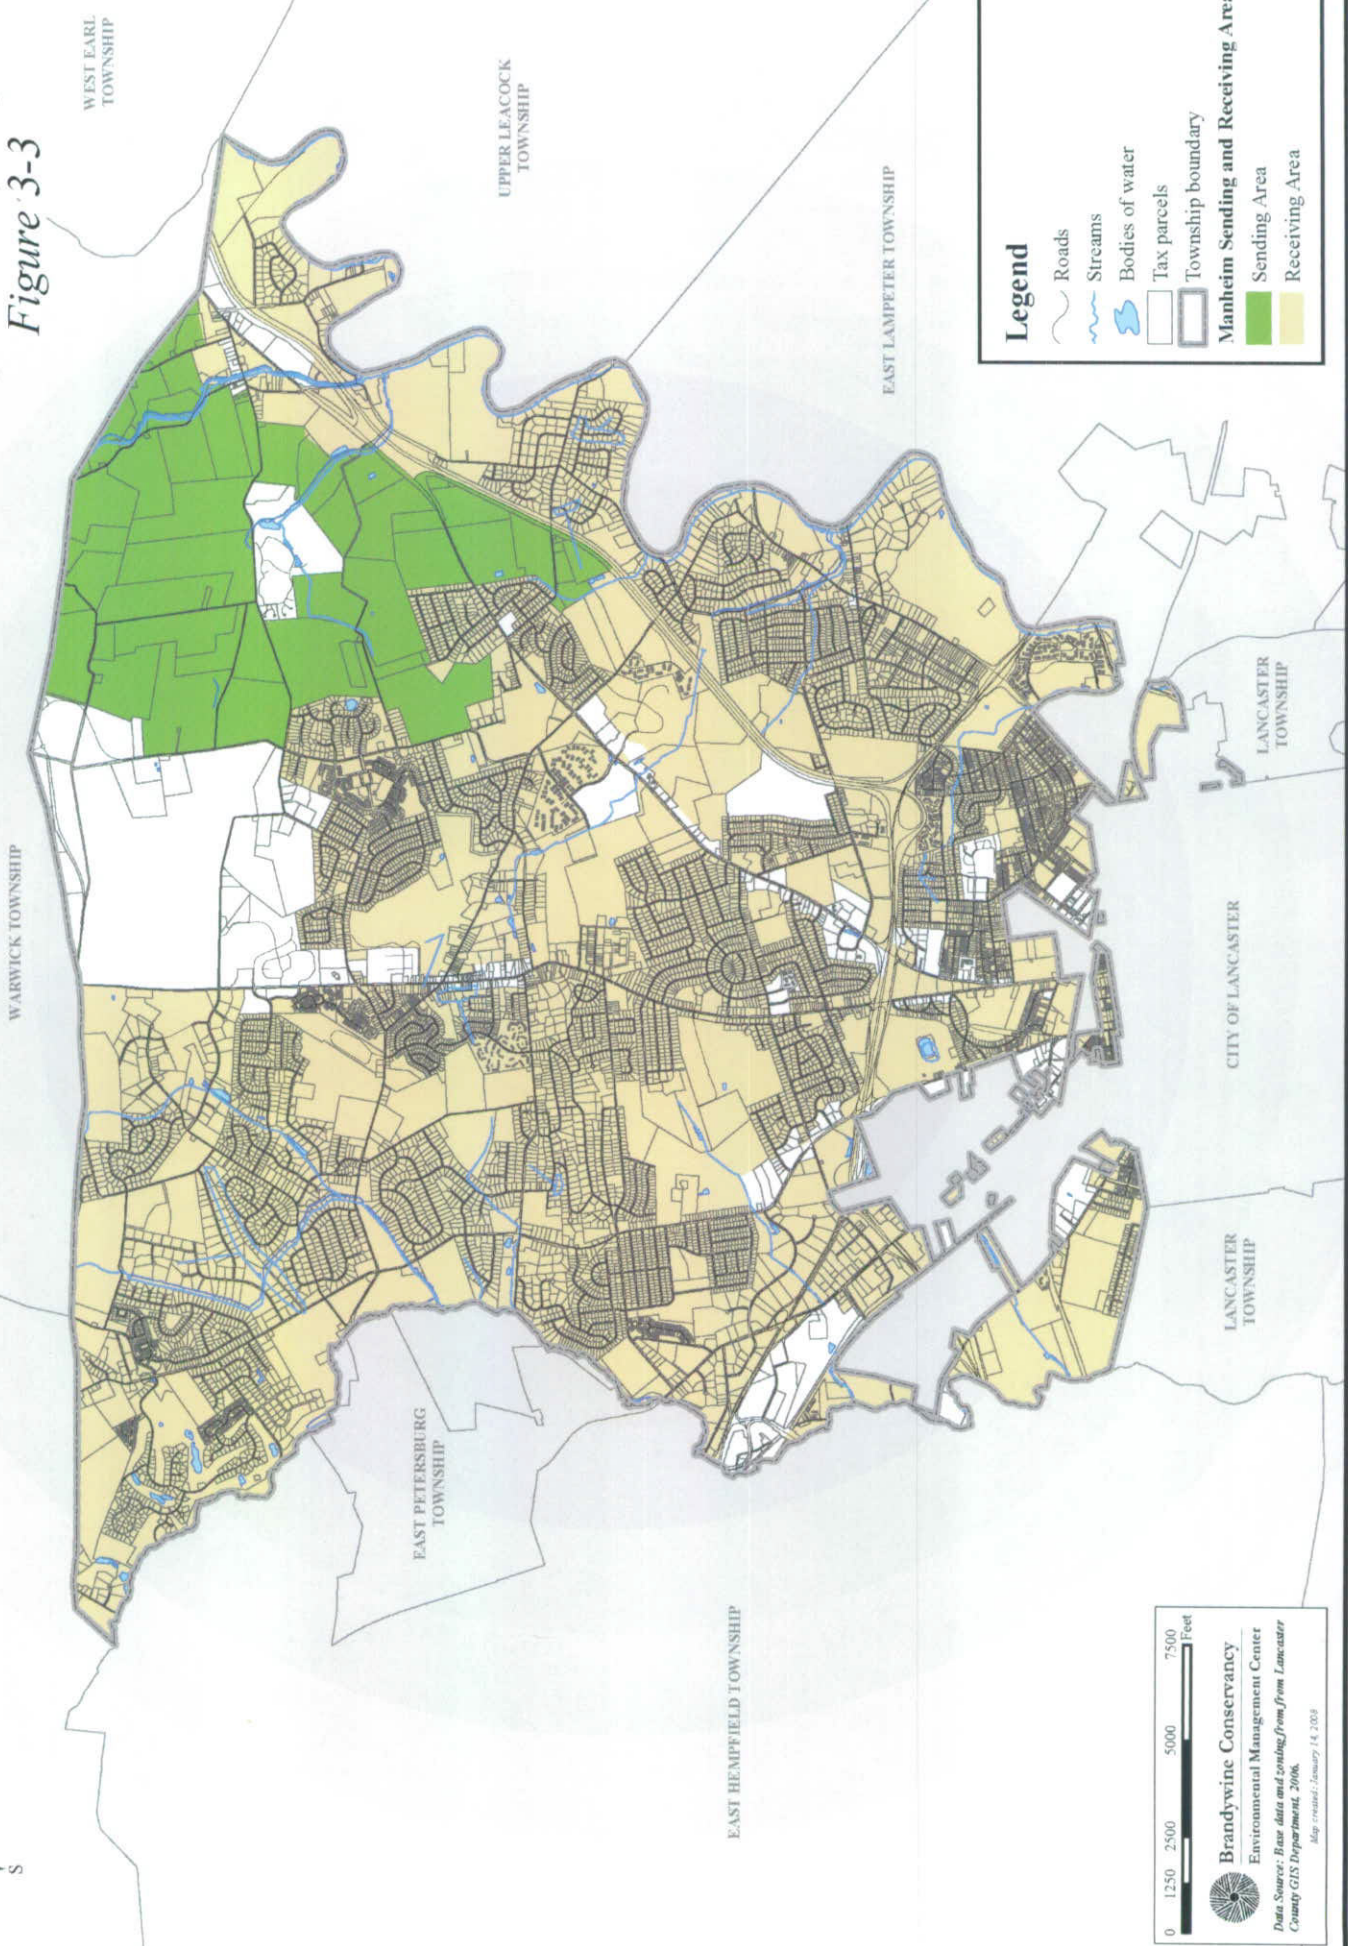 Figure 3-3
WEST EARL
TOWNSHIP
WARWICK TOWNSHIP
UPPER LEACOCK
TOWNSHIP
EAST LAMPETER TOWNSHIP
EAST PETERSBURG
TOWNSHIP
EAST HEMPFIELD TOWNSHIP
LANCASTER
TOWNSHIP
CITY OF LANCASTER
LANCASTER
TOWNSHIP
S
Legend
Roads
Streams
Bodies of water
Tax parcels
Township boundary
Manheim Sending and Receiving Area
Sending Area
Receiving Area
0 1250 2500 5000 7500
Feet
Brandywine Conservancy
Environmental Management Center
Data Source: Base data and zoning from from Lancaster
County GIS Department, 2006.
Map created: January 14, 2008